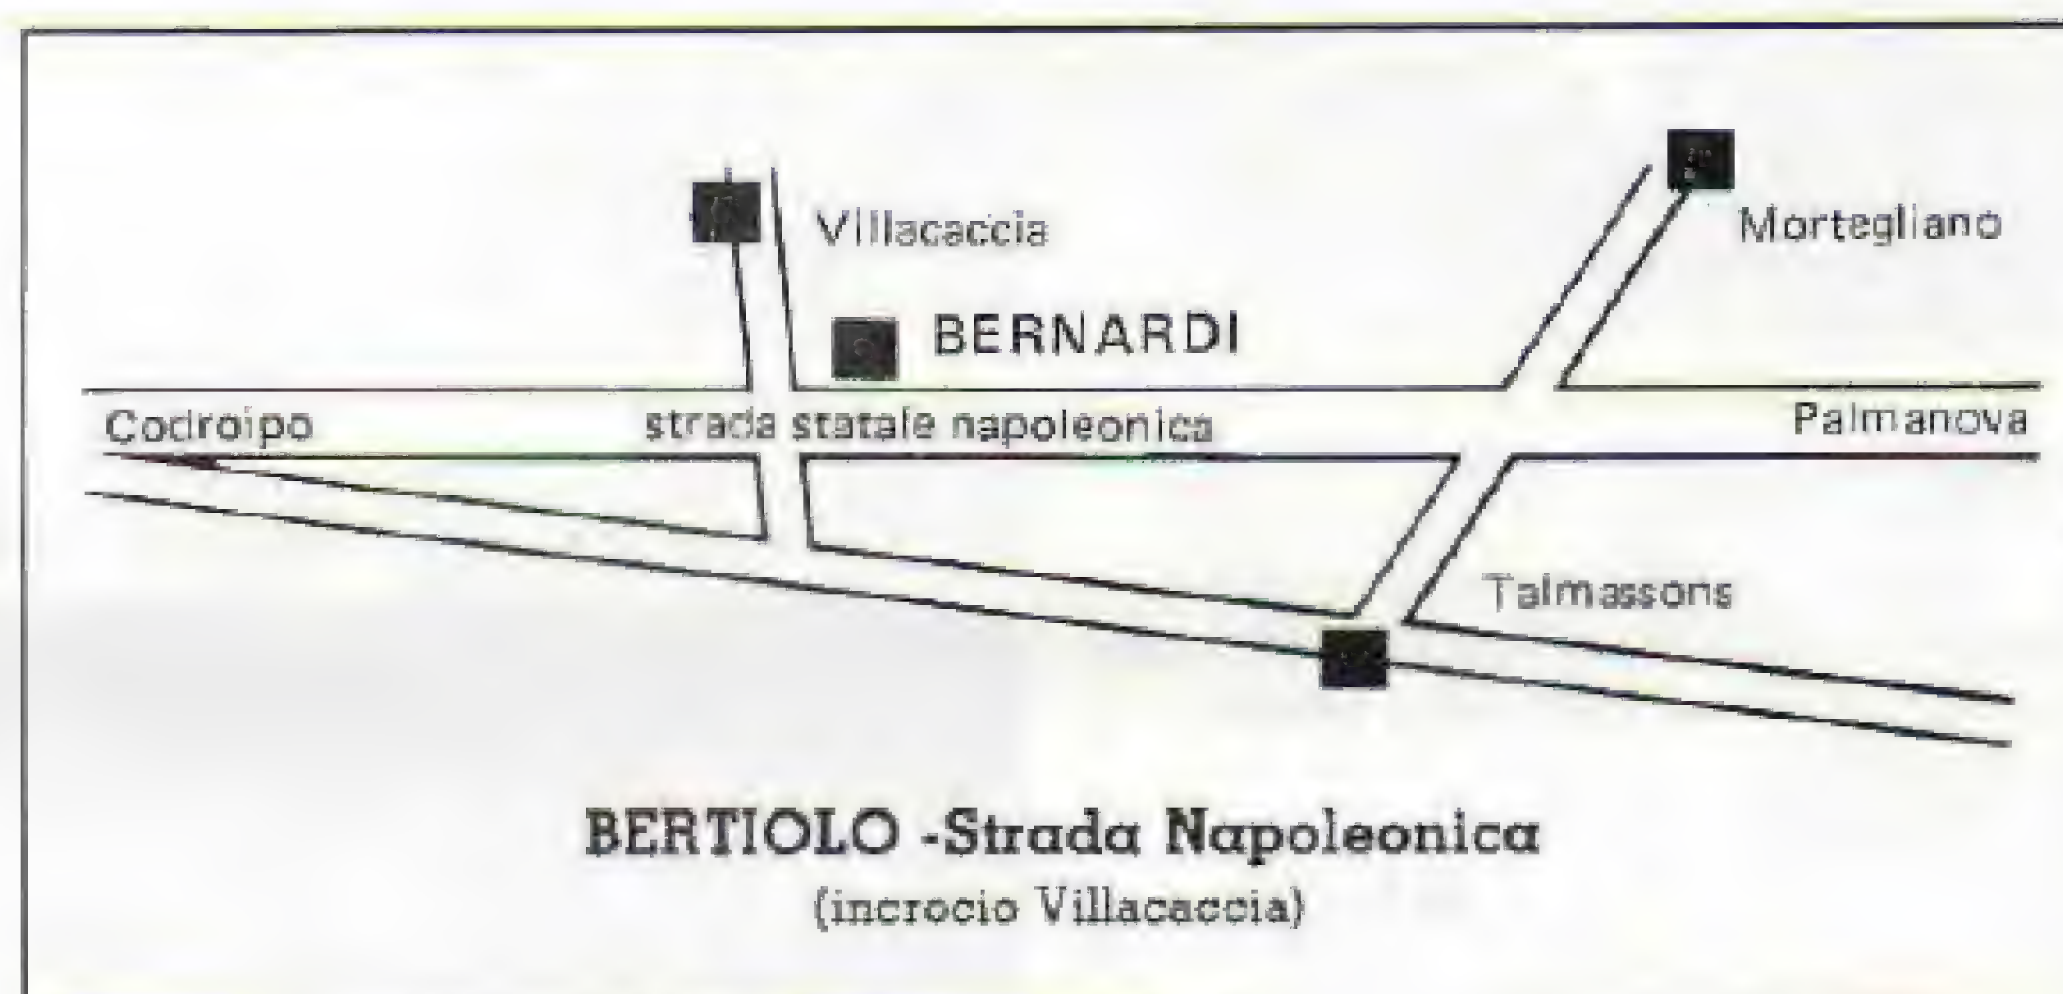 Villacaccia
Mortegliano
BERNARDI
Codroipo
strada statale napoleonica
Palmanova
Talmassons
BERTIOLO -Strada Napoleonica
(incrocio Villacaccia)